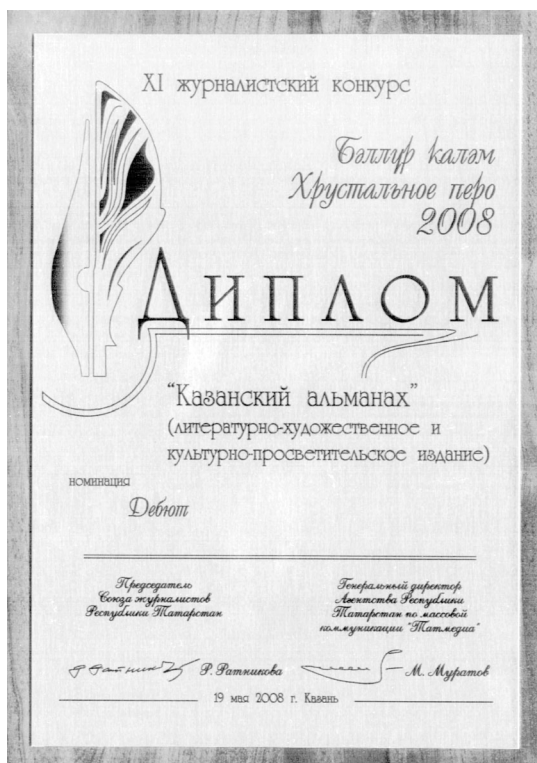 XI журналистский конкурс
Бәллүр каләм
Хрустальное перо
2008
Диплом
“Казанский альманах”
(литературно-художественное и
культурно-просветительское издание)
номинация
Дебют
Председатель
Союза журналистов
Республики Татарстан
Р. Ратникова
Генеральный директор
Агентства Республики
Татарстан по массовой
коммуникации "Татмедиа"
М. Муратов
19 мая 2008 г. Казань